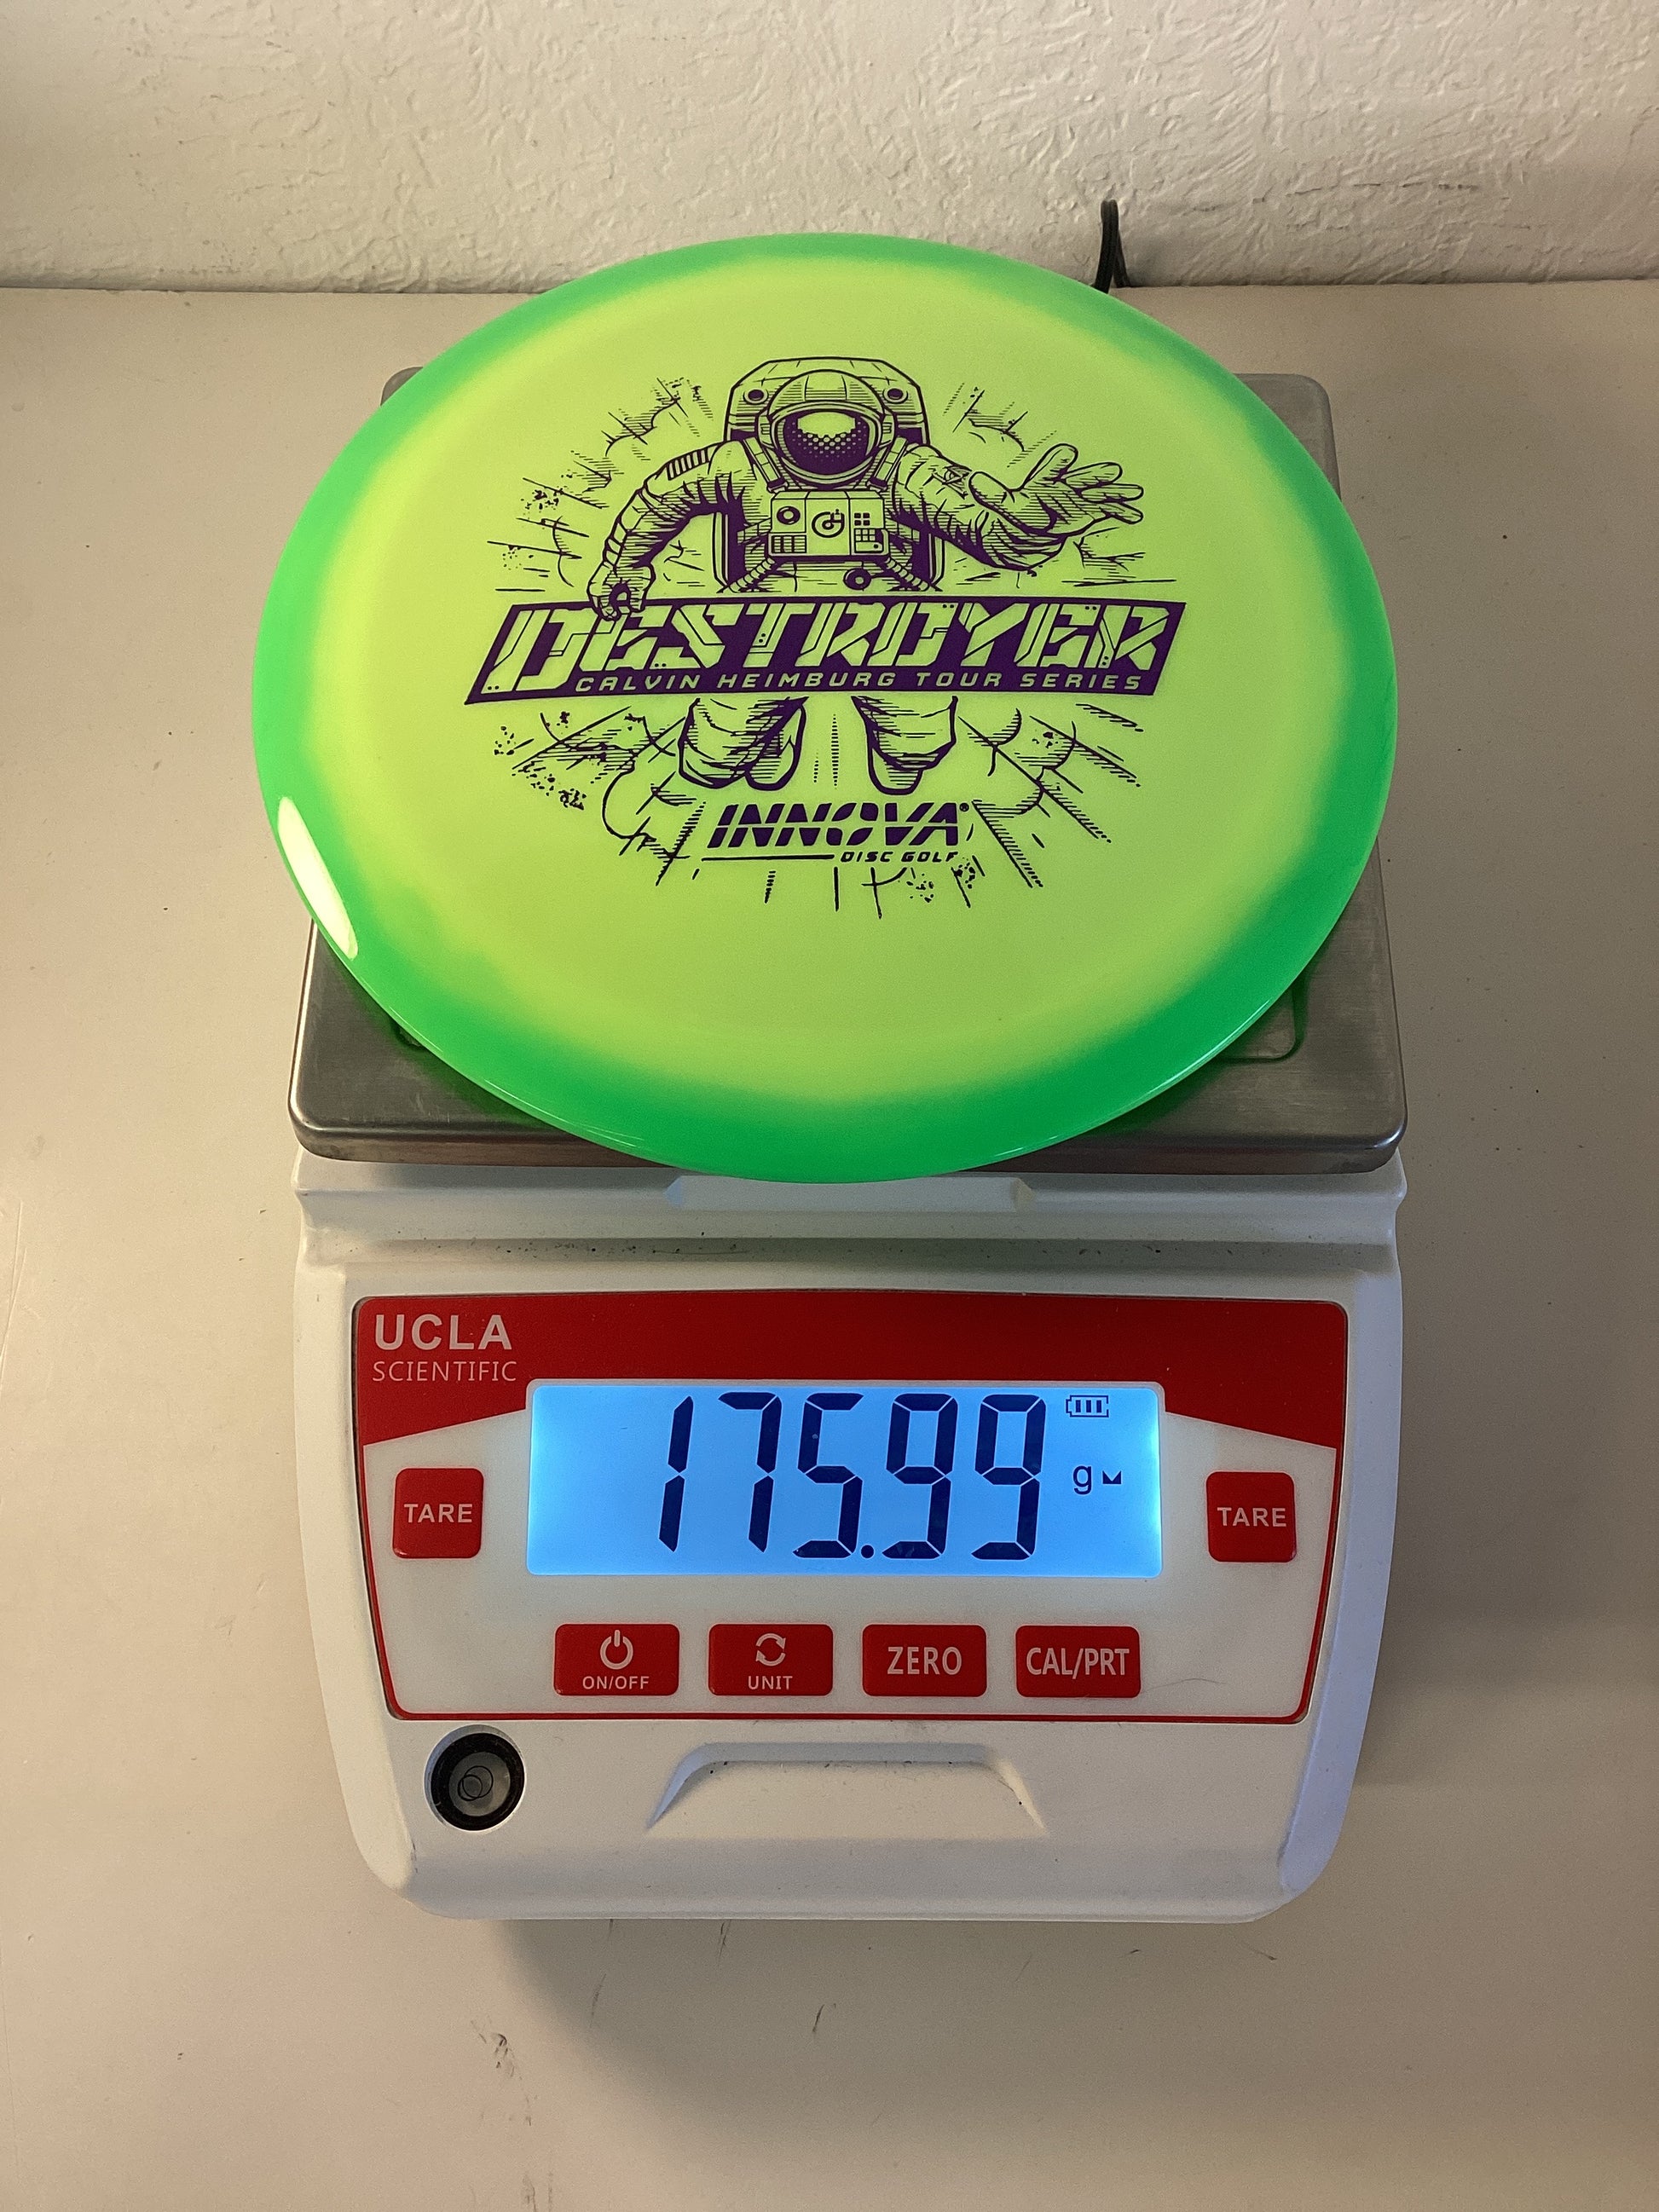 DESTROYER
CALVIN HEIMBURG TOUR SERIES
INNOVA®
DISC GOLF
UCLA
SCIENTIFIC
175.99 g
TARE
TARE
ON/OFF
UNIT
ZERO
CAL/PRT